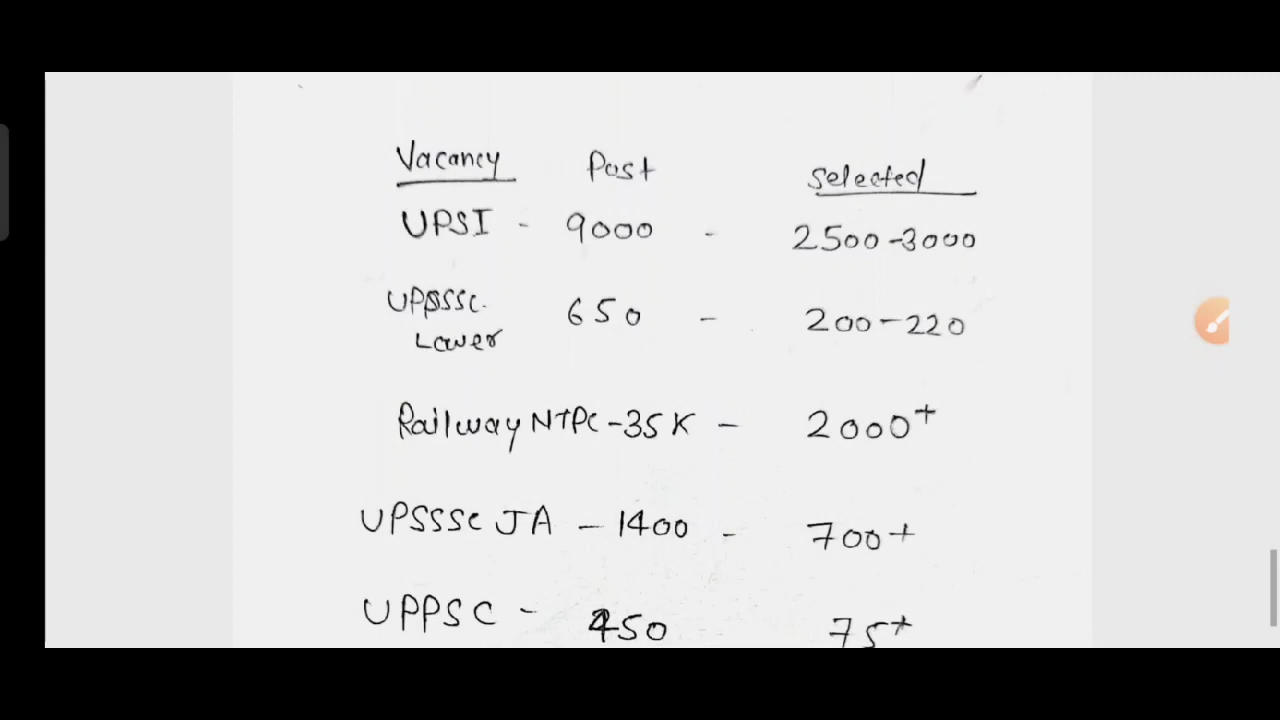 Vacancy Post Selected
UPSI - 9000 - 2500-3000
UPSSSC 650 - 200-220
Lower
Railway NTPC -35K - 2000+
UPSSSC JA - 1400 - 700+
UPPSC - 450 75+